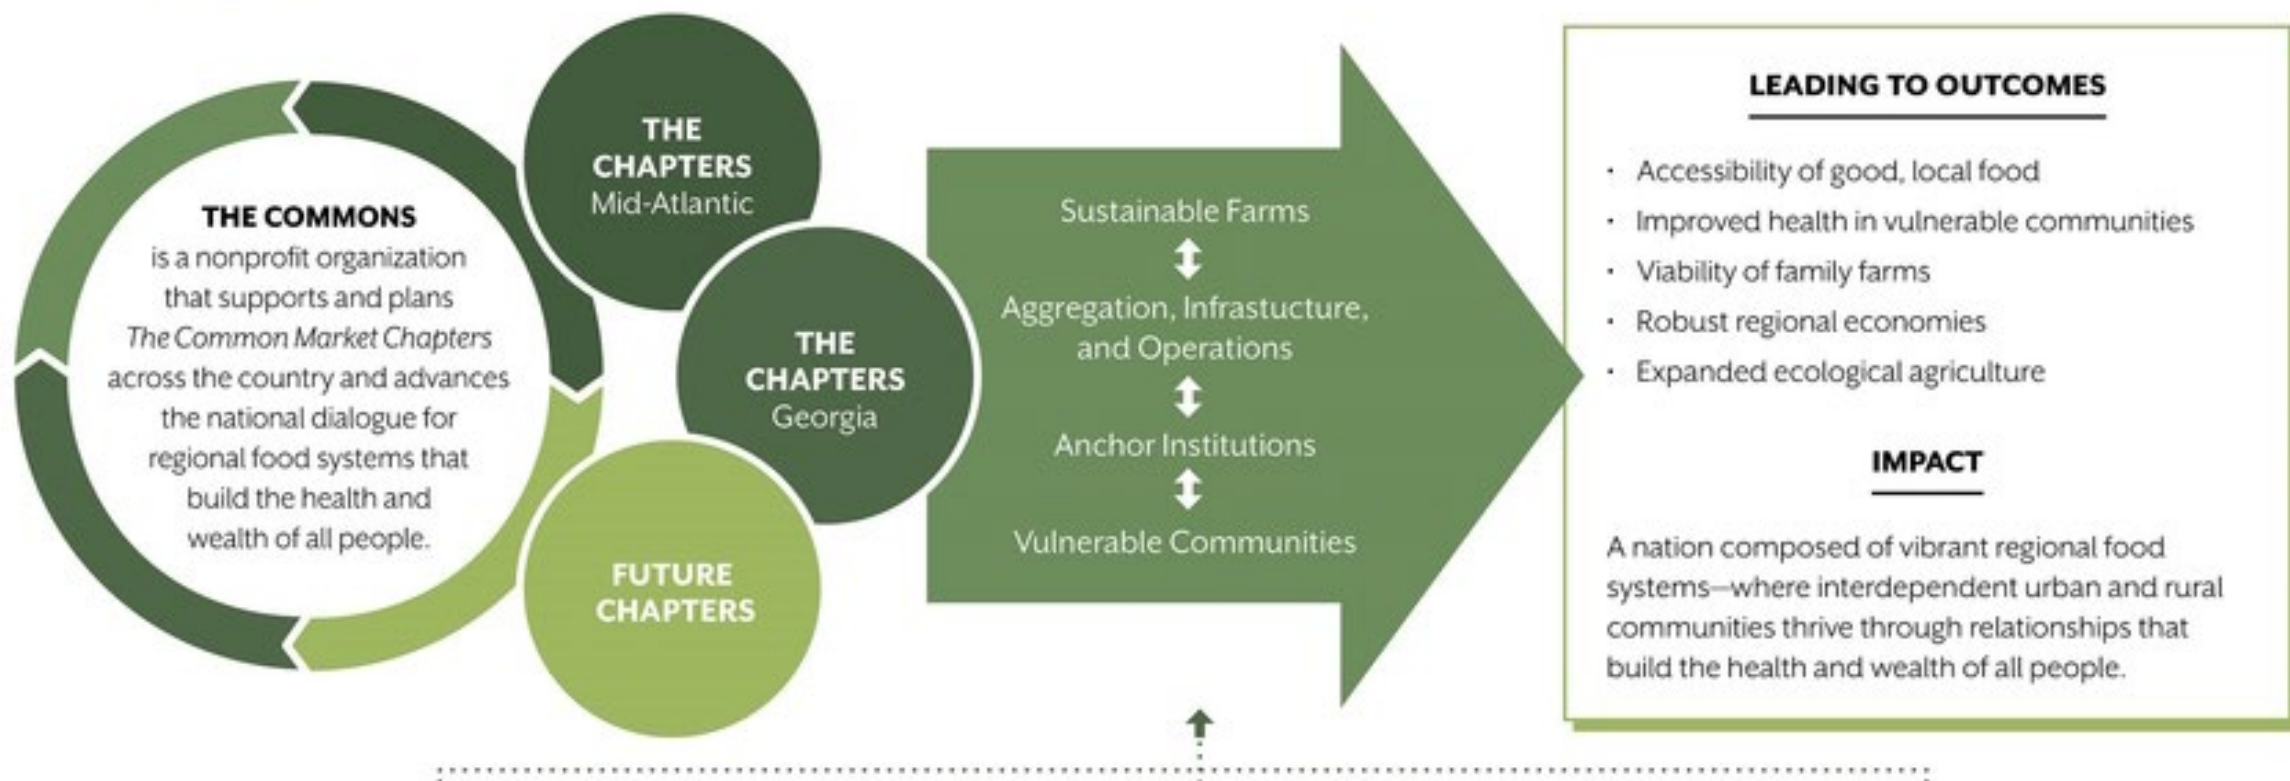 THE COMMONS
is a nonprofit organization
that supports and plans
The Common Market Chapters
across the country and advances
the national dialogue for
regional food systems that
build the health and
wealth of all people.
THE
CHAPTERS
Mid-Atlantic
THE
CHAPTERS
Georgia
FUTURE
CHAPTERS
Sustainable Farms
Aggregation, Infrastucture,
and Operations
Anchor Institutions
Vulnerable Communities
LEADING TO OUTCOMES
· Accessibility of good, local food
· Improved health in vulnerable communities
· Viability of family farms
· Robust regional economies
· Expanded ecological agriculture
IMPACT
A nation composed of vibrant regional food
systems—where interdependent urban and rural
communities thrive through relationships that
build the health and wealth of all people.